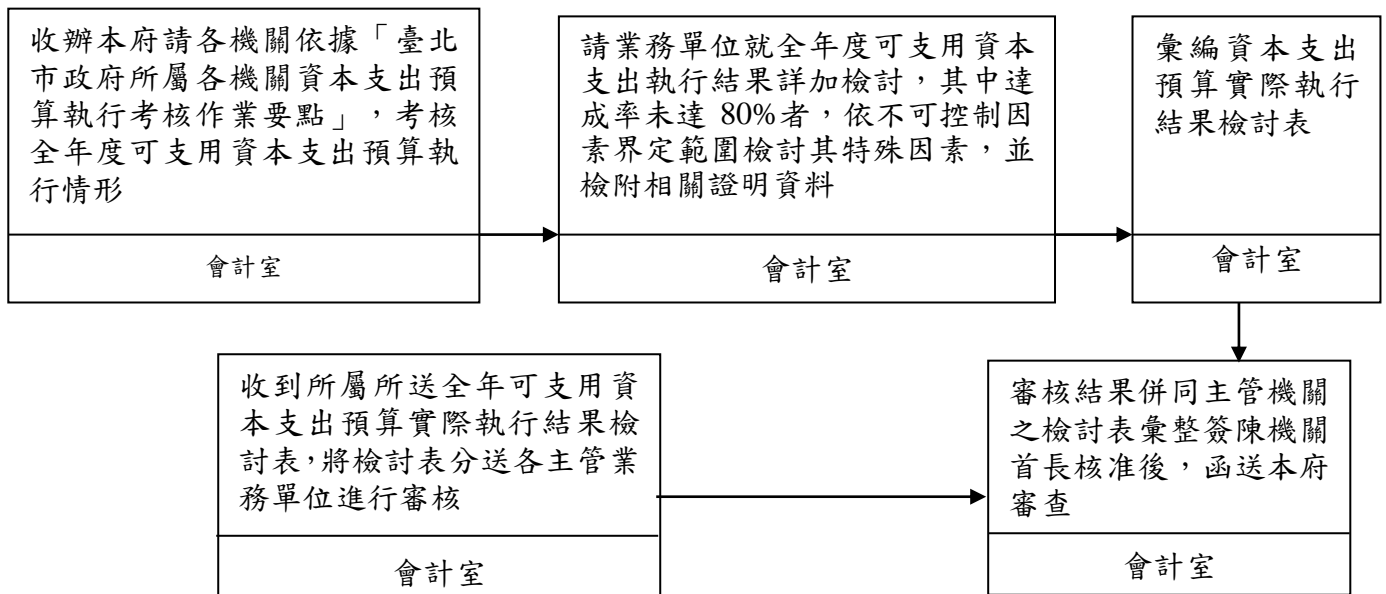 收辦本府請各機關依據「臺北
市政府所屬各機關資本支出預
算執行考核作業要點」，考核
全年度可支用資本支出預算執
行情形
會計室
請業務單位就全年度可支用資本
支出執行結果詳加檢討，其中達
成率未達 80%者，依不可控制因
素界定範圍檢討其特殊因素，並
檢附相關證明資料
會計室
彙編資本支出
預算實際執行
結果檢討表
會計室
收到所屬所送全年可支用資
本支出預算實際執行結果檢
討表，將檢討表分送各主管業
務單位進行審核
會計室
審核結果併同主管機關
之檢討表彙整簽陳機關
首長核准後，函送本府
審查
會計室